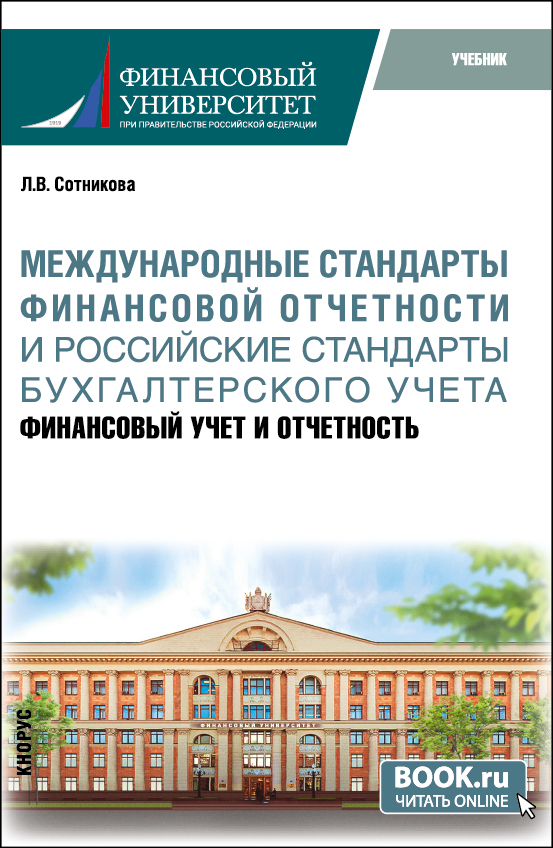 ФИНАНСОВЫЙ
УНИВЕРСИТЕТ
ПРИ ПРАВИТЕЛЬСТВЕ РОССИЙСКОЙ ФЕДЕРАЦИИ
1919
УЧЕБНИК
Л.В. Сотникова
МЕЖДУНАРОДНЫЕ СТАНДАРТЫ
ФИНАНСОВОЙ ОТЧЕТНОСТИ
И РОССИЙСКИЕ СТАНДАРТЫ
БУХГАЛТЕРСКОГО УЧЕТА
ФИНАНСОВЫЙ УЧЕТ И ОТЧЕТНОСТЬ
ФИНАНСОВЫЙ УНИВЕРСИТЕТ
КНОРУС
BOOK.ru
ЧИТАТЬ ONLINE